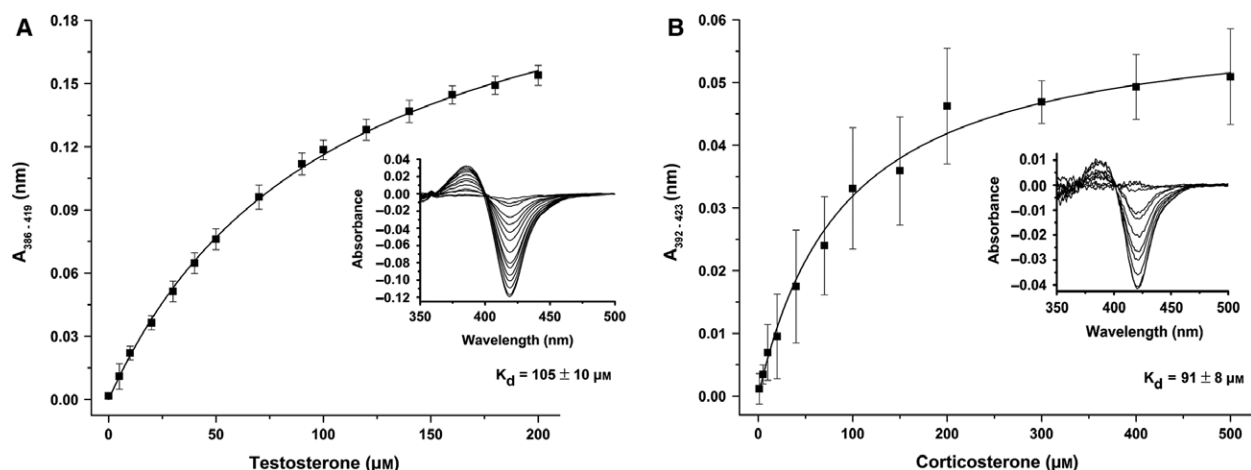 A
0.18
0.15
0.12
0.09
0.06
0.03
0.00
A386 - 419 (nm)
0 50 100 150 200
Testosterone (µM)
0.04
0.02
0.00
−0.02
−0.04
−0.06
−0.08
−0.10
−0.12
Absorbance
350 400 450 500
Wavelength (nm)
Kd = 105 ± 10 µM
B
0.06
0.05
0.04
0.03
0.02
0.01
0.00
A392 - 423 (nm)
0 100 200 300 400 500
Corticosterone (µM)
0.01
0.00
−0.01
−0.02
−0.03
−0.04
Absorbance
350 400 450 500
Wavelength (nm)
Kd = 91 ± 8 µM